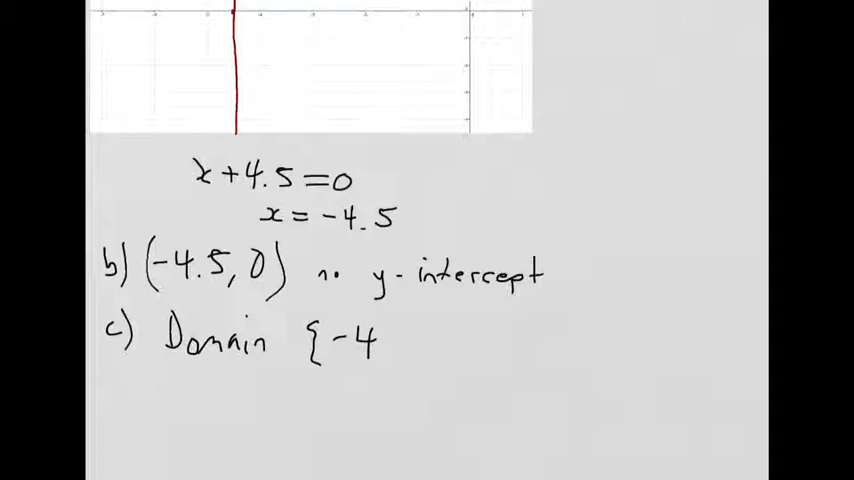 x + 4.5 = 0
x = -4.5
b) (-4.5, 0) no y-intercept
c) Domain { -4